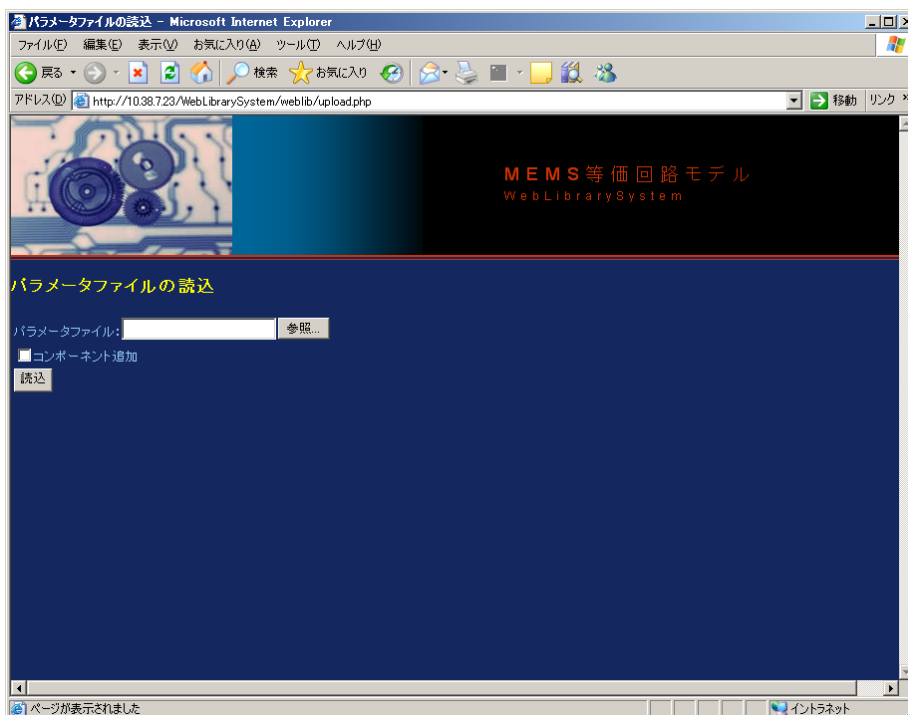 パラメータファイルの読込 - Microsoft Internet Explorer
ファイル(F) 編集(E) 表示(V) お気に入り(A) ツール(T) ヘルプ(H)
戻る 検索 お気に入り
アドレス(D) http://10.38.7.23/WebLibrarySystem/weblib/upload.php 移動 リンク »
MEMS等価回路モデル
WebLibrarySystem
パラメータファイルの読込
パラメータファイル: 参照...
コンポーネント追加
読込
ページが表示されました イントラネット